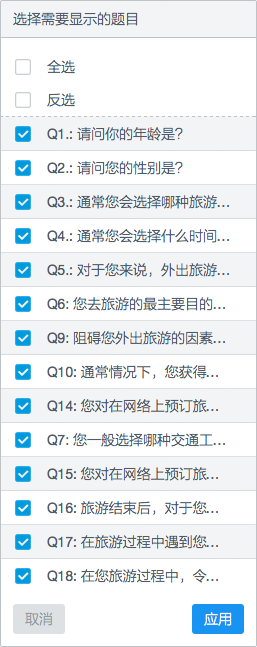 选择需要显示的题目
全选
反选
Q1.: 请问你的年龄是?
Q2.: 请问您的性别是?
Q3.: 通常您会选择哪种旅游...
Q4.: 通常您会选择什么时间...
Q5.: 对于您来说，外出旅游...
Q6: 您去旅游的最主要目的...
Q9: 阻碍您外出旅游的因素...
Q10: 通常情况下，您获得...
Q14: 您对在网络上预订旅...
Q7: 您一般选择哪种交通工...
Q15: 您对在网络上预订旅...
Q16: 旅游结束后，对于您...
Q17: 在旅游过程中遇到您...
Q18: 在您旅游过程中，令...
取消 应用